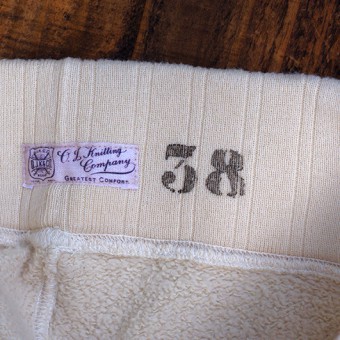 Knitting
Company
GREATEST COMFORT
38